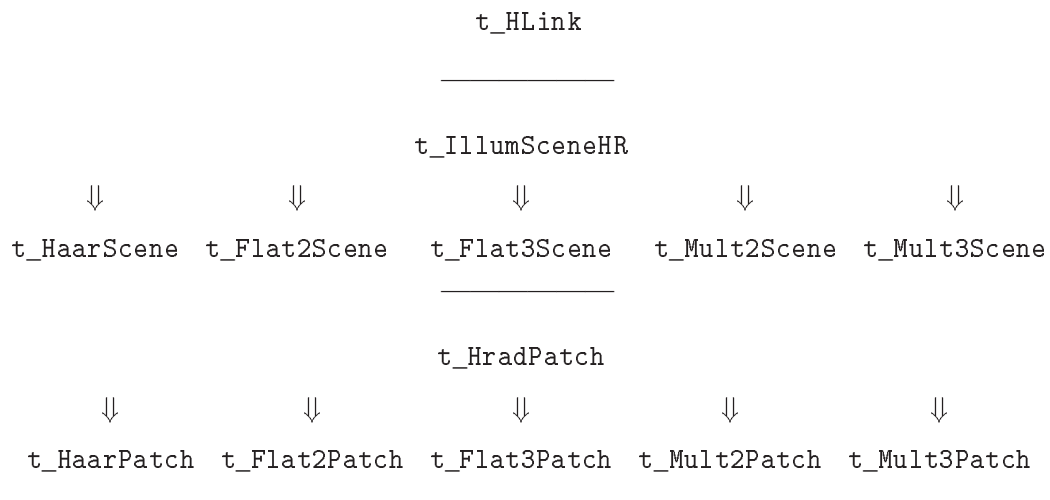 t_HLink
t_IllumSceneHR
⇓ ⇓ ⇓ ⇓ ⇓
t_HaarScene t_Flat2Scene t_Flat3Scene t_Mult2Scene t_Mult3Scene
t_HradPatch
⇓ ⇓ ⇓ ⇓ ⇓
t_HaarPatch t_Flat2Patch t_Flat3Patch t_Mult2Patch t_Mult3Patch